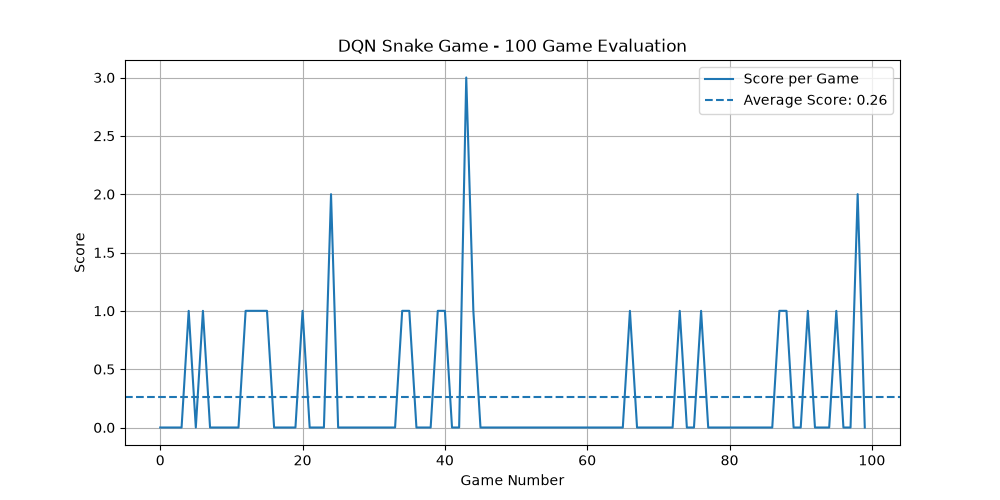 DQN Snake Game - 100 Game Evaluation
Score per Game
Average Score: 0.26
3.0
2.5
2.0
1.5
1.0
0.5
0.0
Score
0 20 40 60 80 100
Game Number